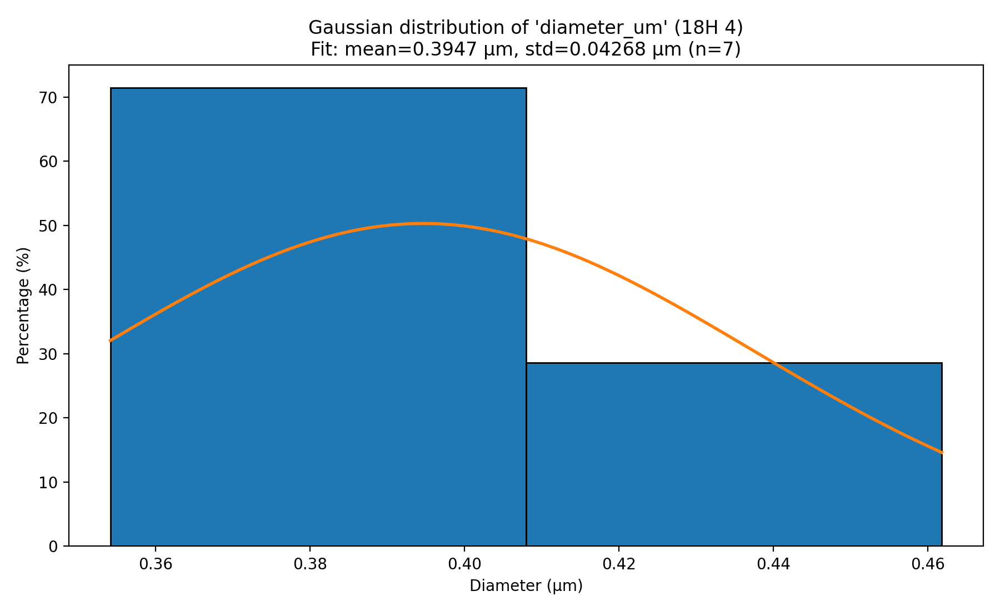 Gaussian distribution of 'diameter_um' (18H 4)
Fit: mean=0.3947 µm, std=0.04268 µm (n=7)
Percentage (%)
70
60
50
40
30
20
10
0
0.36 0.38 0.40 0.42 0.44 0.46
Diameter (µm)